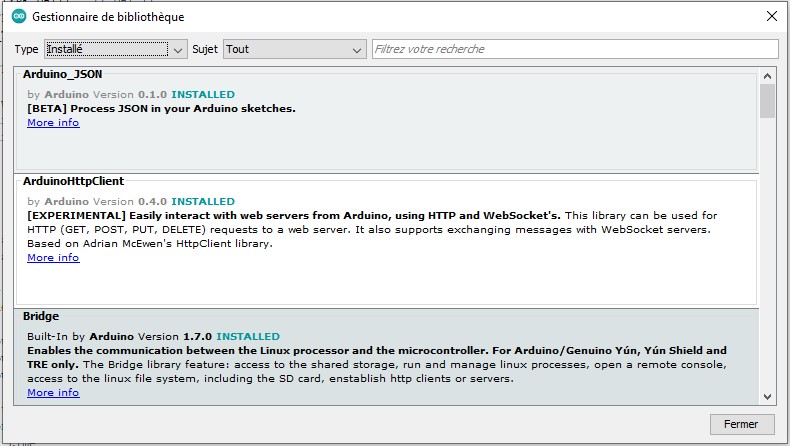 Gestionnaire de bibliothèque
Type Installé Sujet Tout Filtrez votre recherche
Arduino_JSON
by Arduino Version 0.1.0 INSTALLED
[BETA] Process JSON in your Arduino sketches.
More info
ArduinoHttpClient
by Arduino Version 0.4.0 INSTALLED
[EXPERIMENTAL] Easily interact with web servers from Arduino, using HTTP and WebSocket's. This library can be used for
HTTP (GET, POST, PUT, DELETE) requests to a web server. It also supports exchanging messages with WebSocket servers.
Based on Adrian McEwen's HttpClient library.
More info
Bridge
Built-In by Arduino Version 1.7.0 INSTALLED
Enables the communication between the Linux processor and the microcontroller. For Arduino/Genuino Yún, Yún Shield and
TRE only. The Bridge library feature: access to the shared storage, run and manage linux processes, open a remote console,
access to the linux file system, including the SD card, enstablish http clients or servers.
More info
Fermer